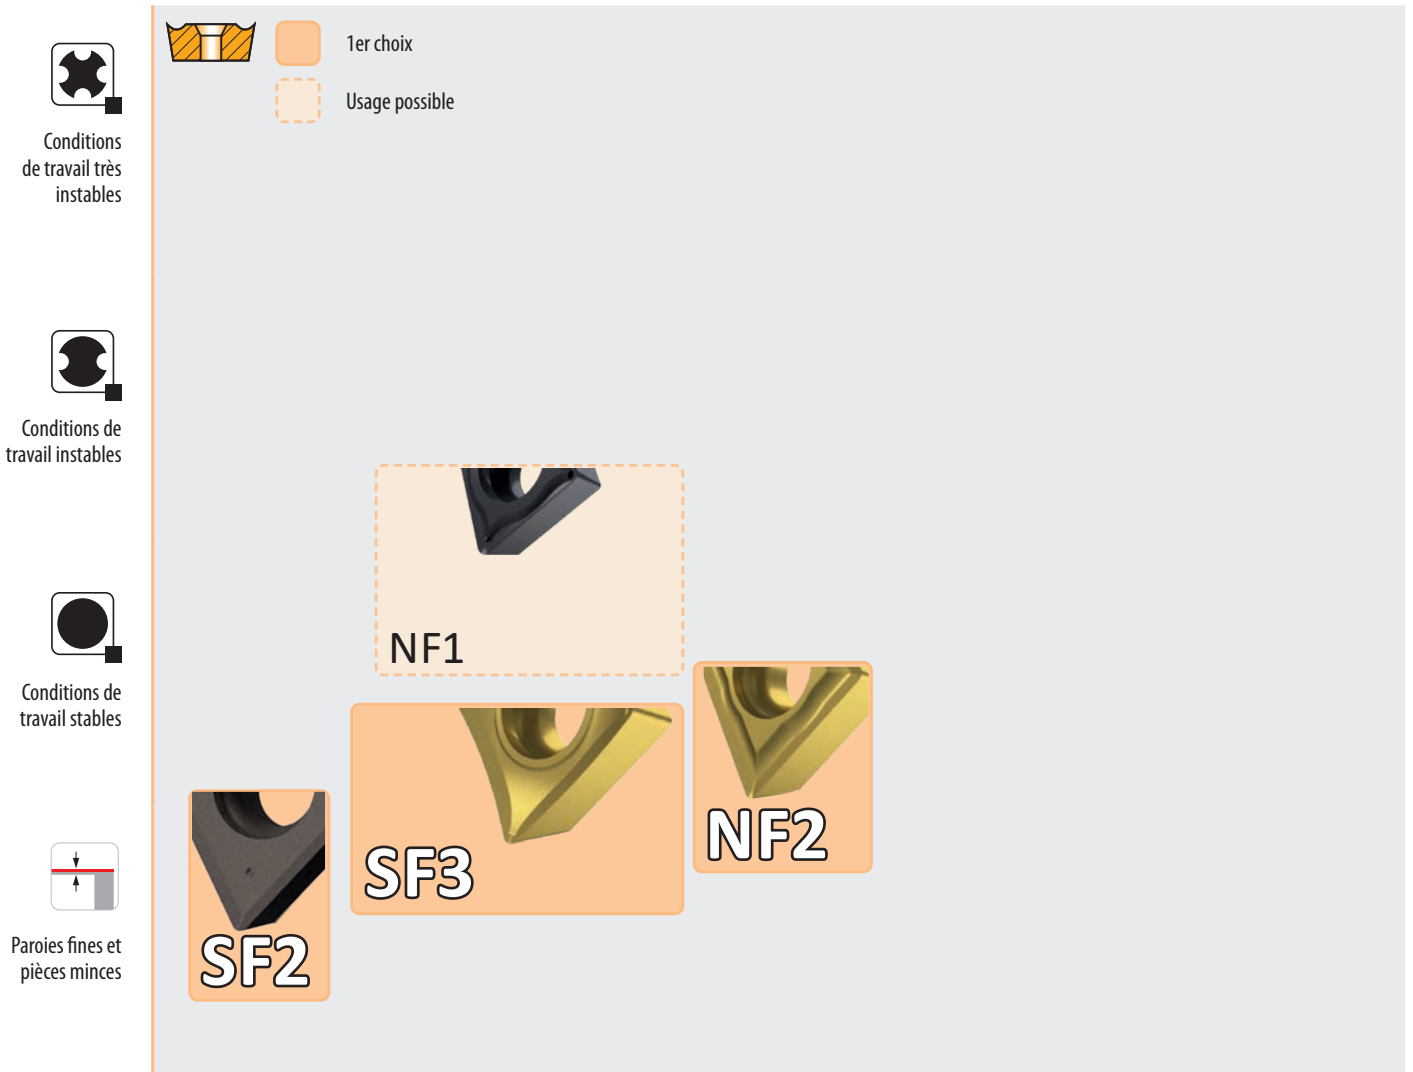 1er choix
Usage possible
Conditions
de travail très
instables
Conditions de
travail instables
NF1
Conditions de
travail stables
NF2
SF3
SF2
Paroies fines et
pièces minces